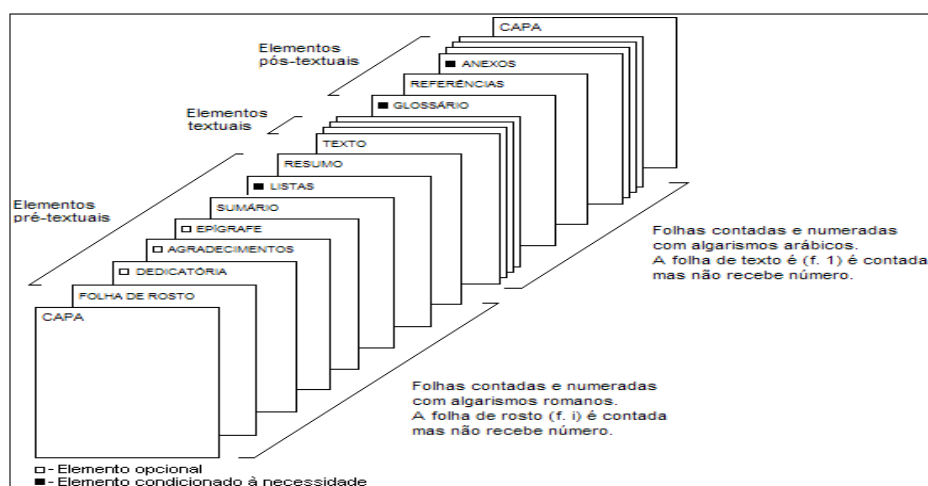 CAPA
Elementos
pós-textuais
■ ANEXOS
REFERÊNCIAS
■ GLOSSÁRIO
Elementos
textuais
TEXTO
RESUMO
■ LISTAS
SUMÁRIO
Elementos
pré-textuais
□ EPÍGRAFE
□ AGRADECIMENTOS
□ DEDICATÓRIA
FOLHA DE ROSTO
CAPA
Folhas contadas e numeradas
com algarismos arábicos.
A folha de texto é (f. 1) é contada
mas não recebe número.
Folhas contadas e numeradas
com algarismos romanos.
A folha de rosto (f. i) é contada
mas não recebe número.
□ - Elemento opcional
■ - Elemento condicionado à necessidade